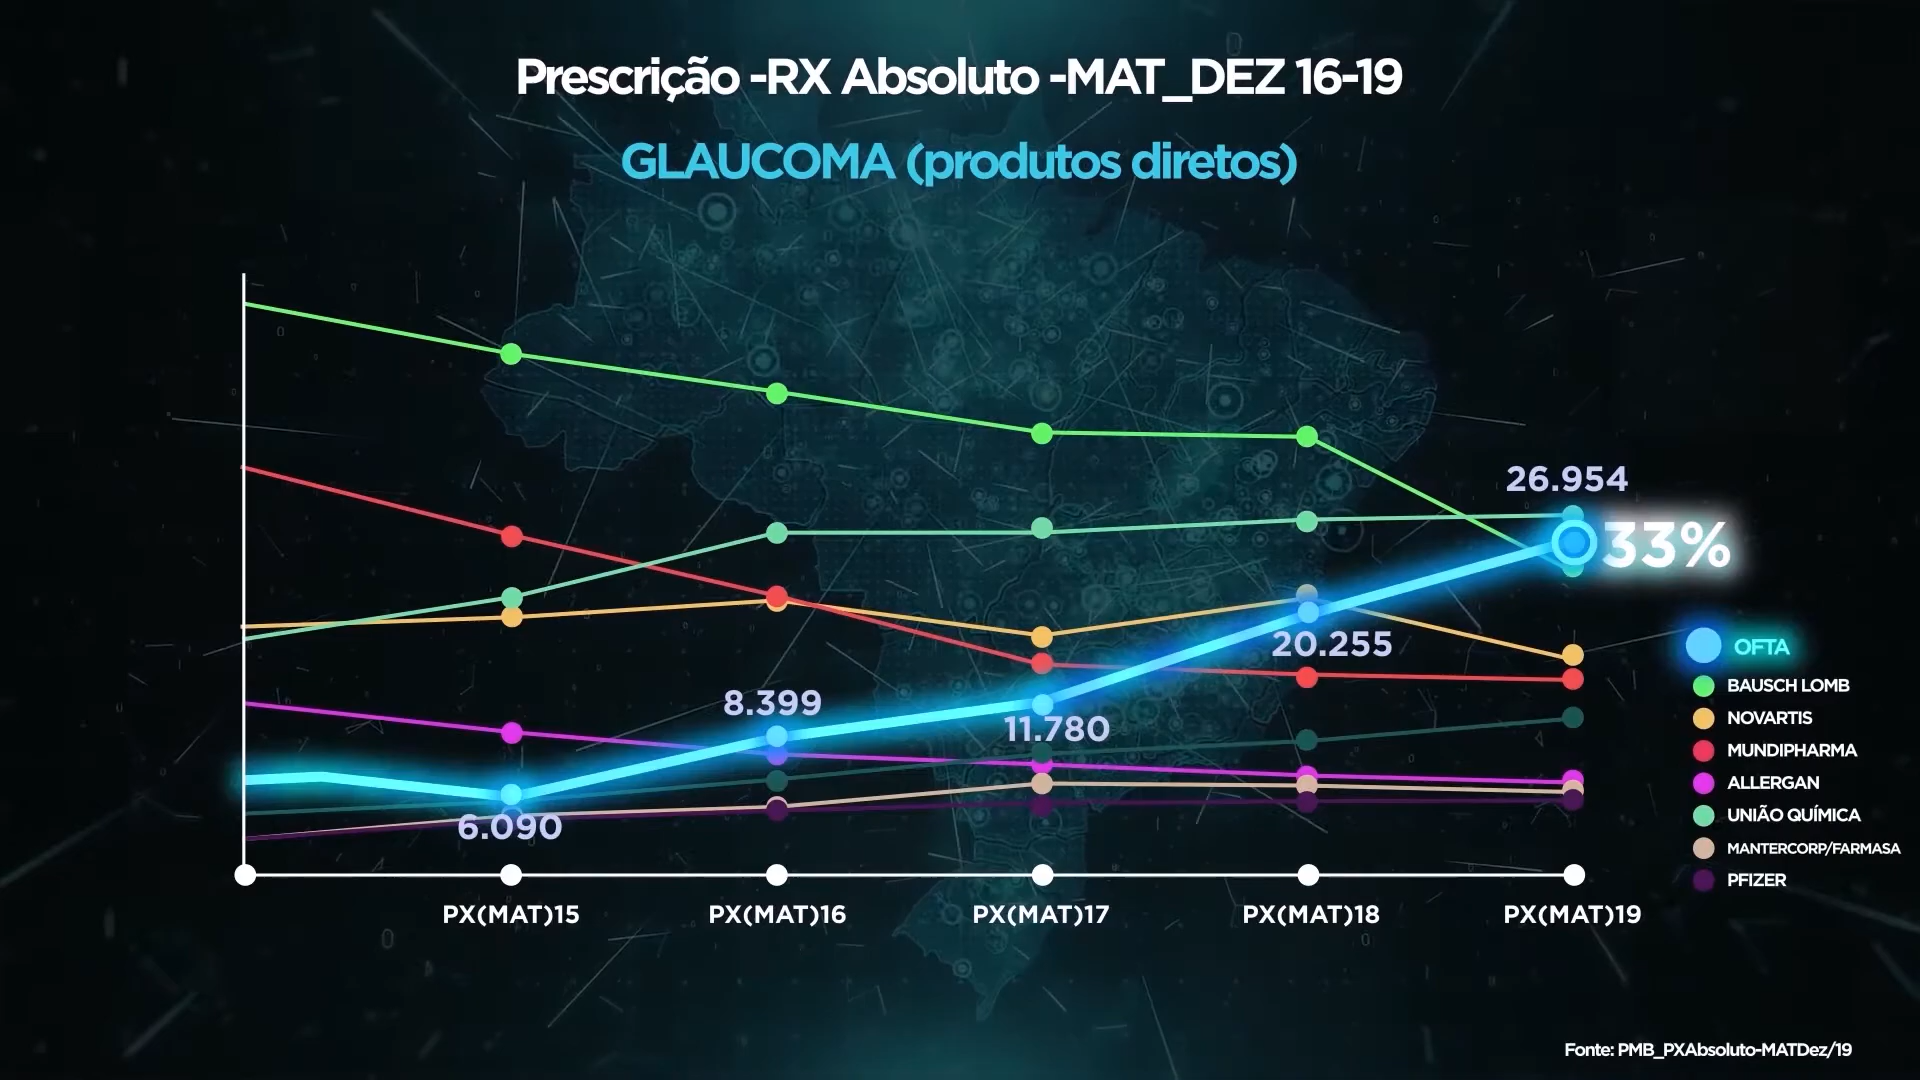 Prescrição -RX Absoluto -MAT_DEZ 16-19
GLAUCOMA (produtos diretos)
26.954
33%
20.255
8.399
11.780
6.090
OFTA
BAUSCH LOMB
NOVARTIS
MUNDIPHARMA
ALLERGAN
UNIÃO QUÍMICA
MANTERCORP/FARMASA
PFIZER
PX(MAT)15 PX(MAT)16 PX(MAT)17 PX(MAT)18 PX(MAT)19
Fonte: PMB_PXAbsoluto-MATDez/19